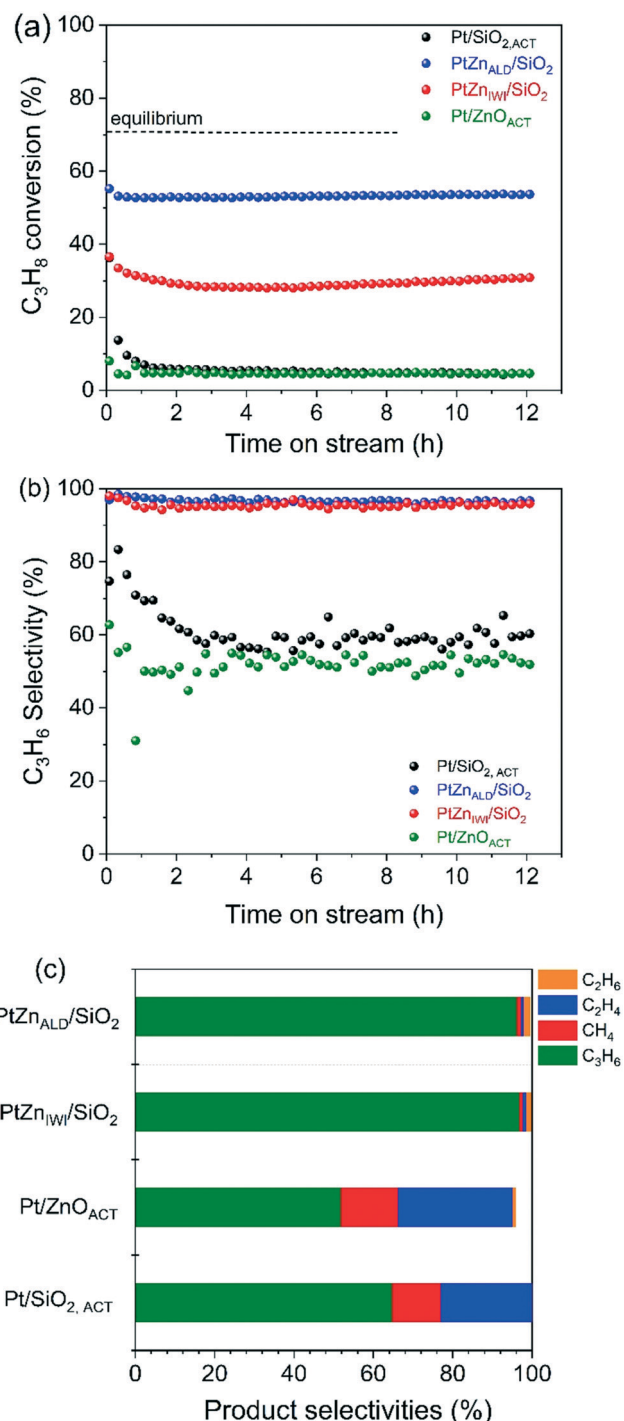 (a)
100
80
60
40
20
0
C₃H₈ conversion (%)
Pt/SiO₂,ACT
PtZnALD/SiO₂
PtZnIWI/SiO₂
Pt/ZnOACT
equilibrium
0 2 4 6 8 10 12
Time on stream (h)
(b)
100
80
60
40
20
0
C₃H₆ Selectivity (%)
Pt/SiO₂, ACT
PtZnALD/SiO₂
PtZnIWI/SiO₂
Pt/ZnOACT
0 2 4 6 8 10 12
Time on stream (h)
(c)
C₂H₆
C₂H₄
CH₄
C₃H₆
PtZnALD/SiO₂
PtZnIWI/SiO₂
Pt/ZnOACT
Pt/SiO₂, ACT
0 20 40 60 80 100
Product selectivities (%)